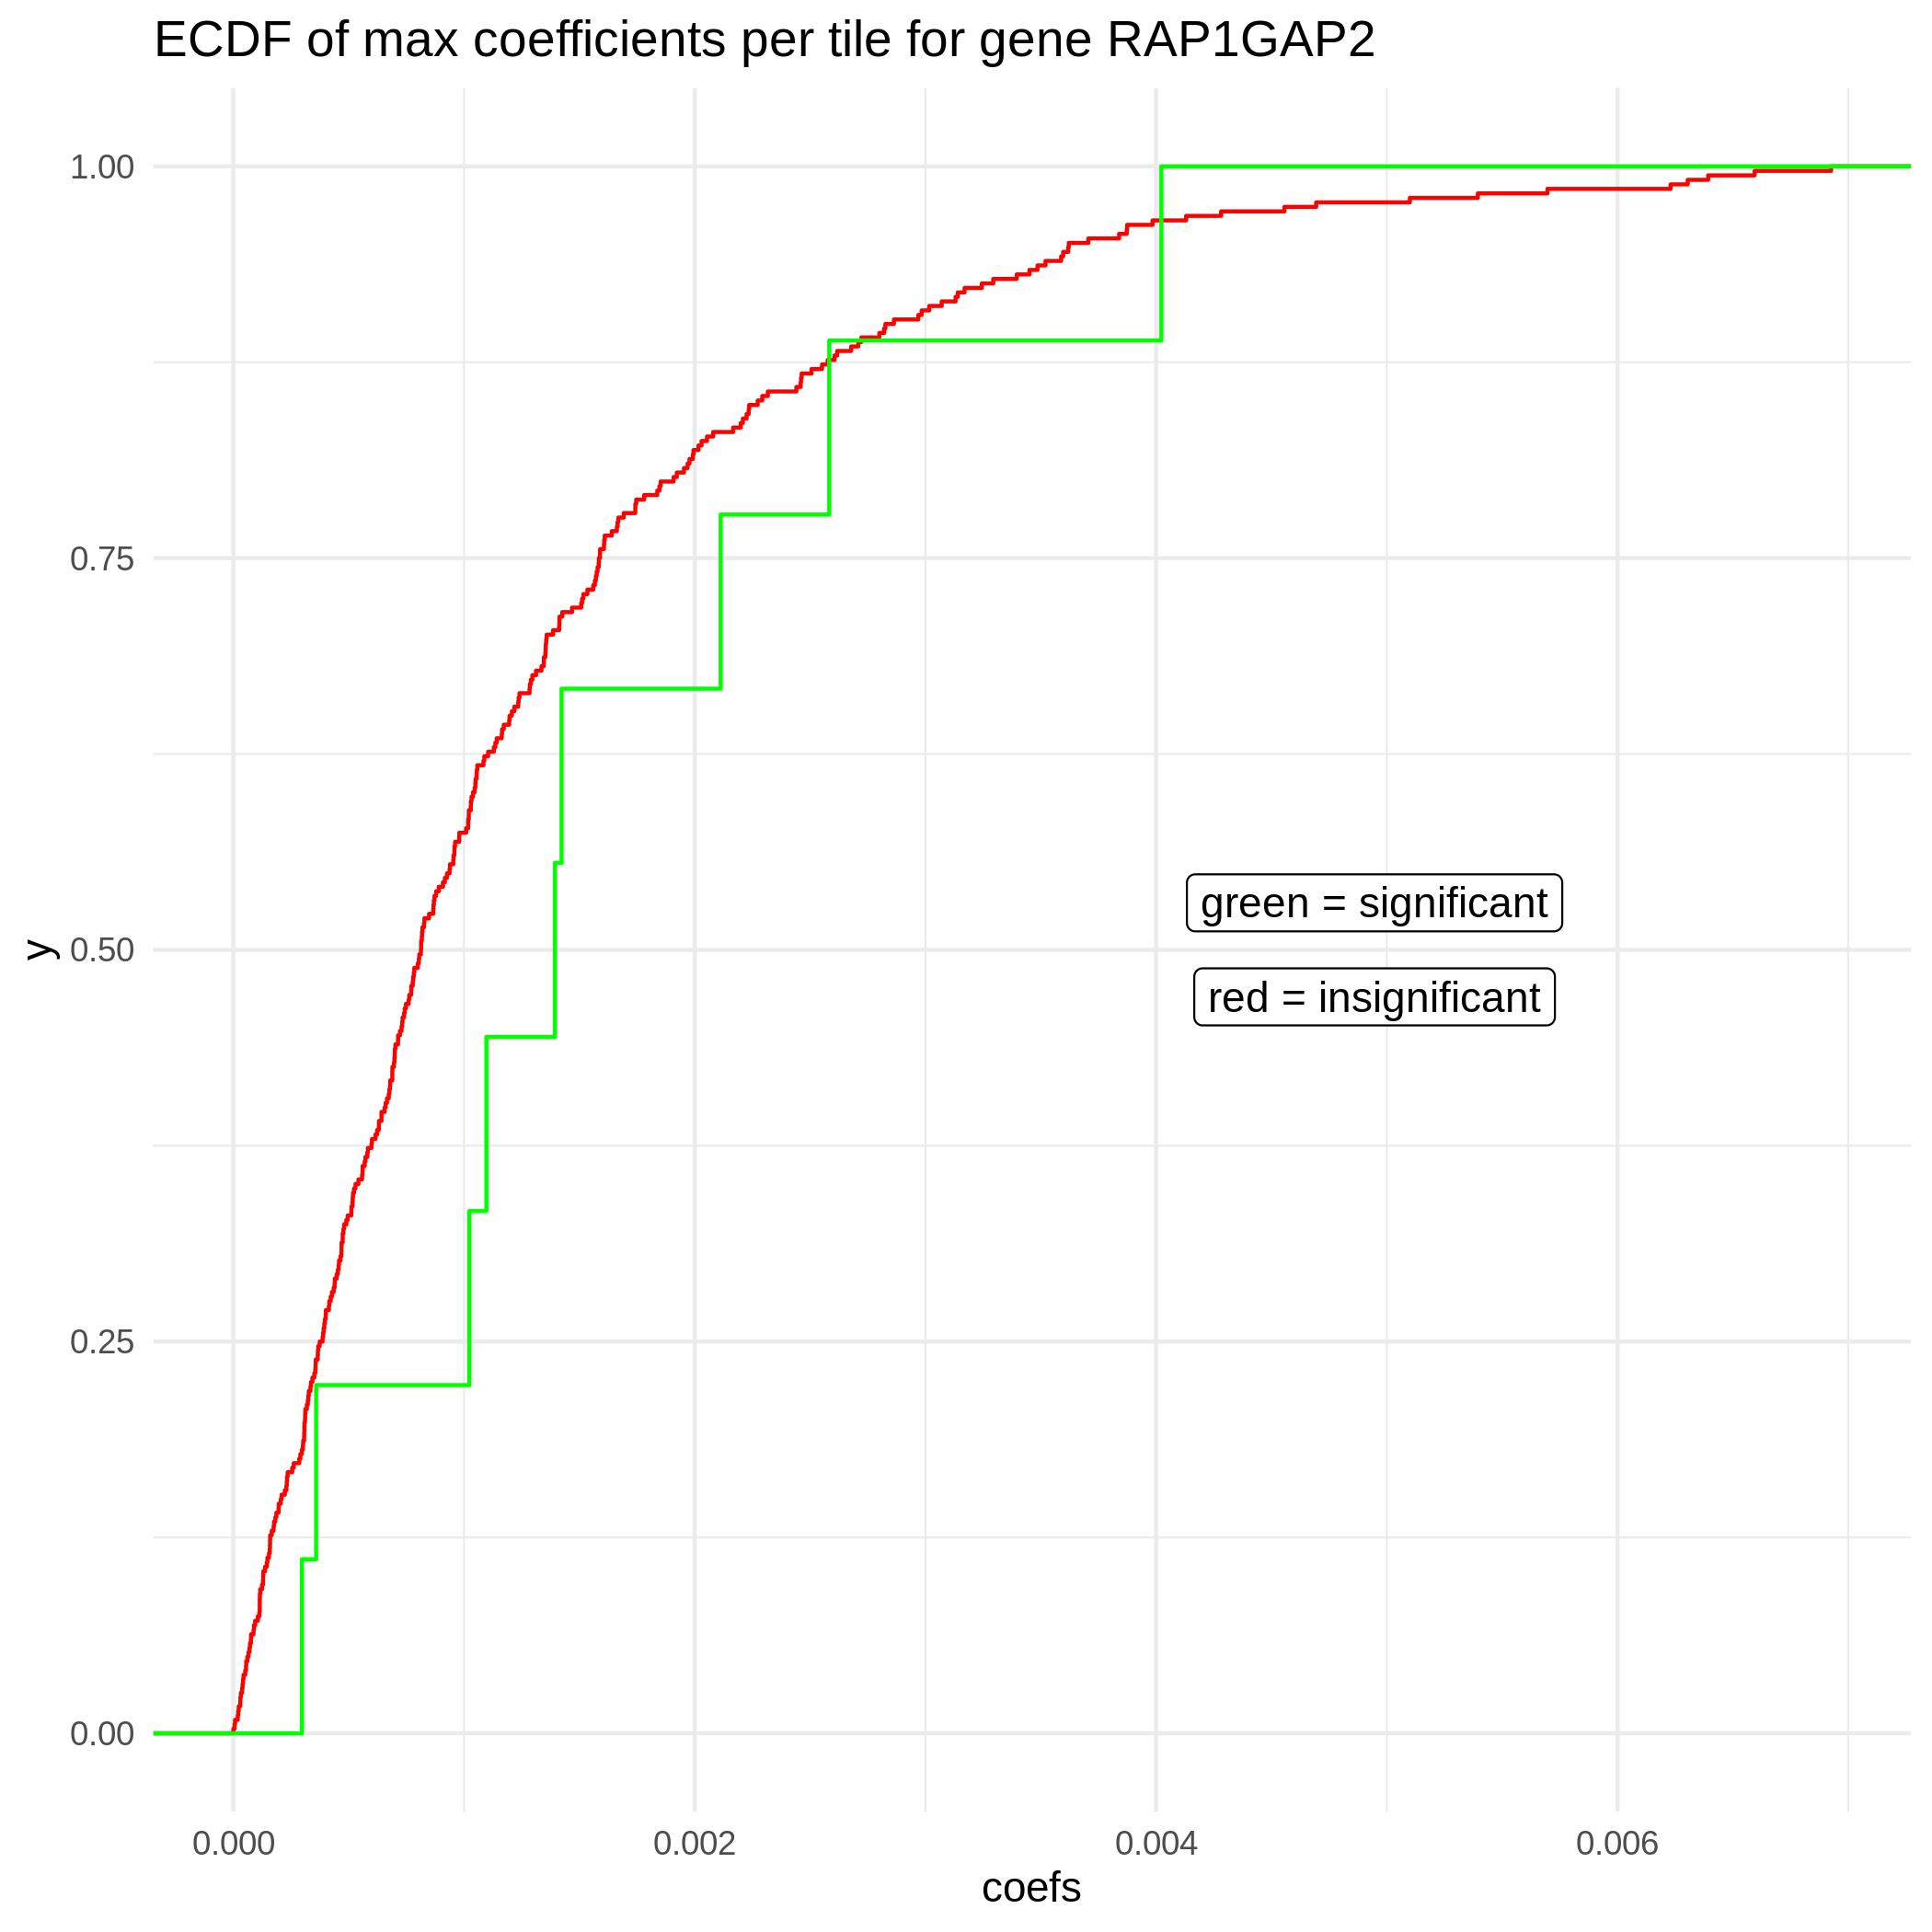 ECDF of max coefficients per tile for gene RAP1GAP2
1.00
0.75
0.50
0.25
0.00
y
green = significant
red = insignificant
0.000 0.002 0.004 0.006
coefs